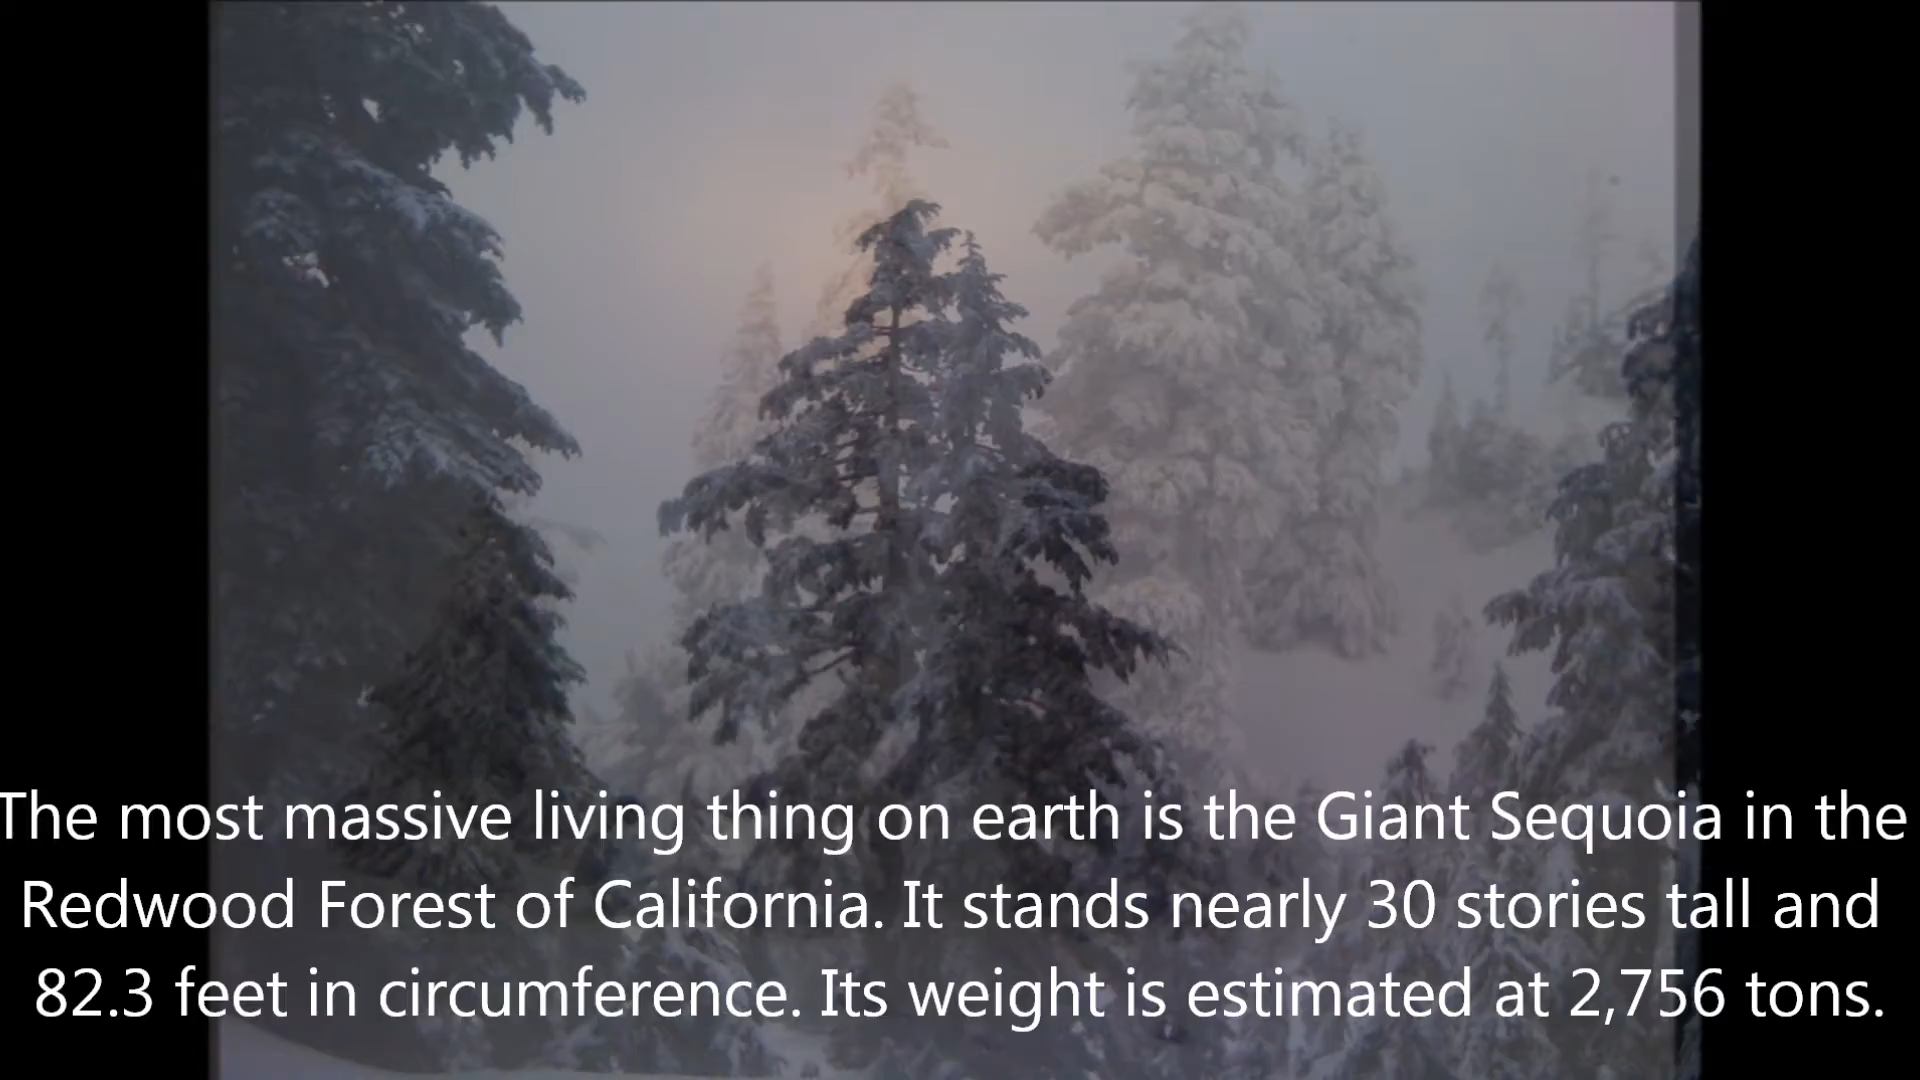 The most massive living thing on earth is the Giant Sequoia in the
Redwood Forest of California. It stands nearly 30 stories tall and
82.3 feet in circumference. Its weight is estimated at 2,756 tons.